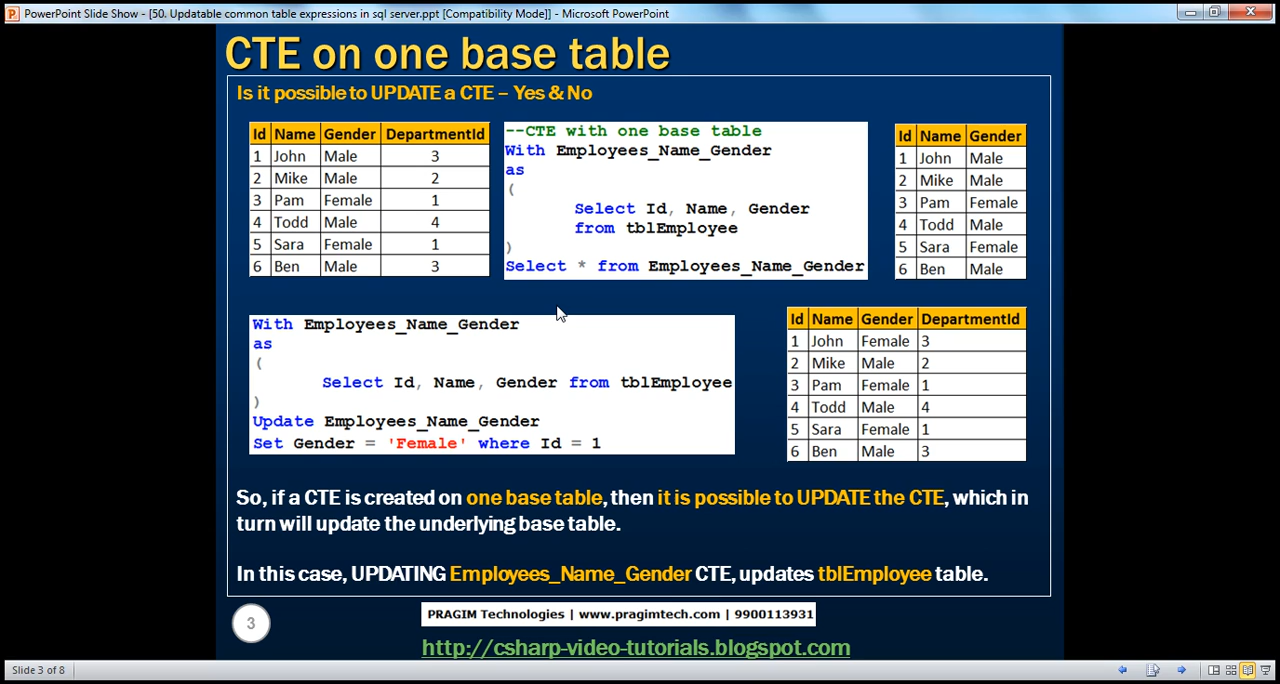 PowerPoint Slide Show - [50. Updatable common table expressions in sql server.ppt [Compatibility Mode]] - Microsoft PowerPoint
CTE on one base table
Is it possible to UPDATE a CTE – Yes & No
Id Name Gender DepartmentId
1 John Male 3
2 Mike Male 2
3 Pam Female 1
4 Todd Male 4
5 Sara Female 1
6 Ben Male 3
--CTE with one base table
With Employees_Name_Gender
as
(
Select Id, Name, Gender
from tblEmployee
)
Select * from Employees_Name_Gender
Id Name Gender
1 John Male
2 Mike Male
3 Pam Female
4 Todd Male
5 Sara Female
6 Ben Male
With Employees_Name_Gender
as
(
Select Id, Name, Gender from tblEmployee
)
Update Employees_Name_Gender
Set Gender = 'Female' where Id = 1
Id Name Gender DepartmentId
1 John Female 3
2 Mike Male 2
3 Pam Female 1
4 Todd Male 4
5 Sara Female 1
6 Ben Male 3
So, if a CTE is created on one base table, then it is possible to UPDATE the CTE, which in
turn will update the underlying base table.
In this case, UPDATING Employees_Name_Gender CTE, updates tblEmployee table.
3
PRAGIM Technologies | www.pragimtech.com | 9900113931
http://csharp-video-tutorials.blogspot.com
Slide 3 of 8